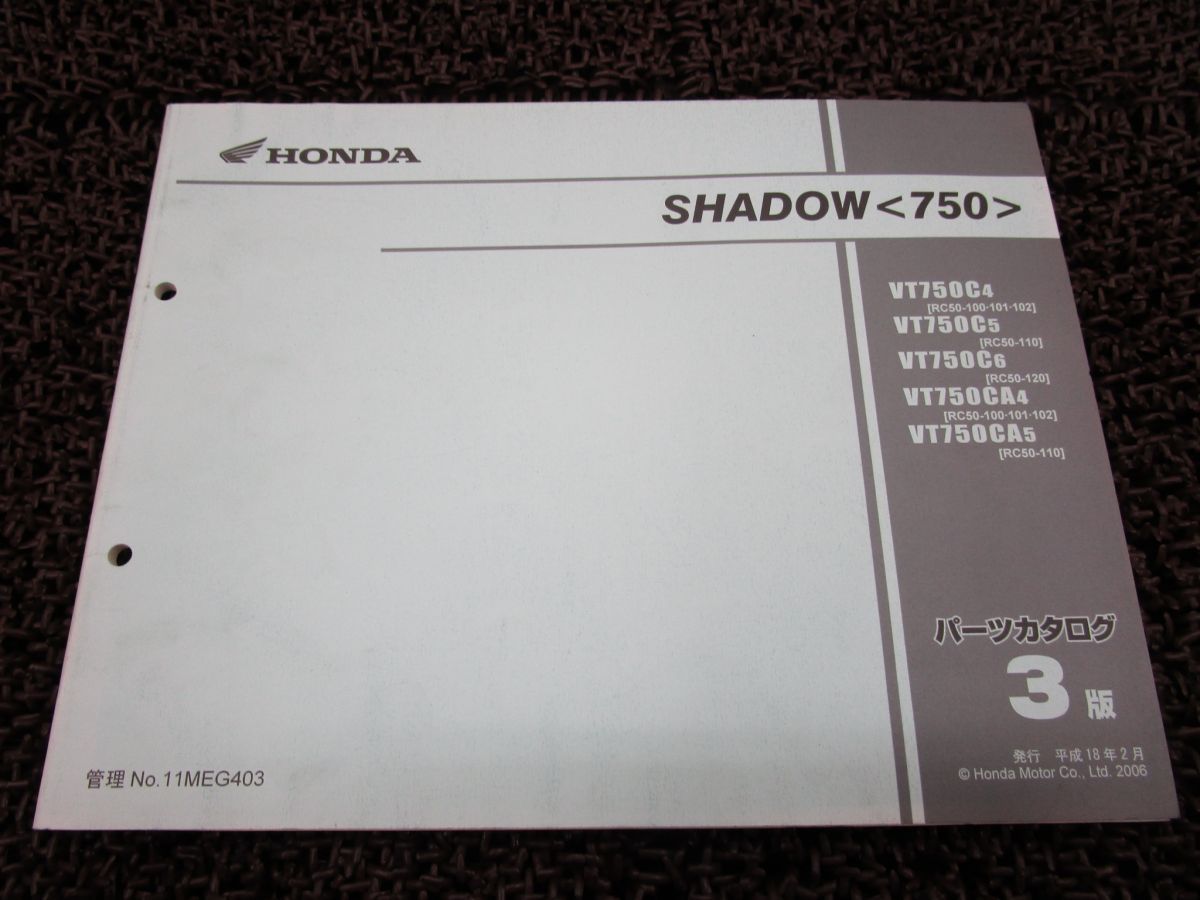 HONDA
SHADOW<750>
VT750C4
[RC50-100·101·102]
VT750C5
[RC50-110]
VT750C6
[RC50-120]
VT750CA4
[RC50-100·101·102]
VT750CA5
[RC50-110]
パーツカタログ
3版
発行 平成18年2月
© Honda Motor Co., Ltd. 2006
管理 No.11MEG403